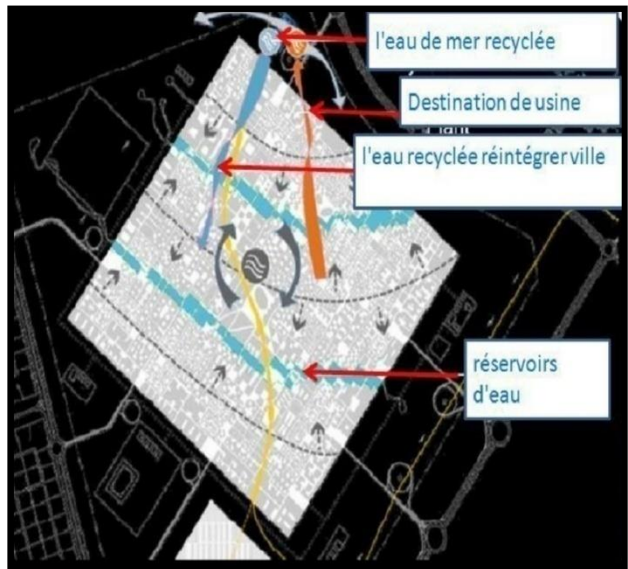 l'eau de mer recyclée
Destination de usine
l'eau recyclée réintégrer ville
réservoirs
d'eau